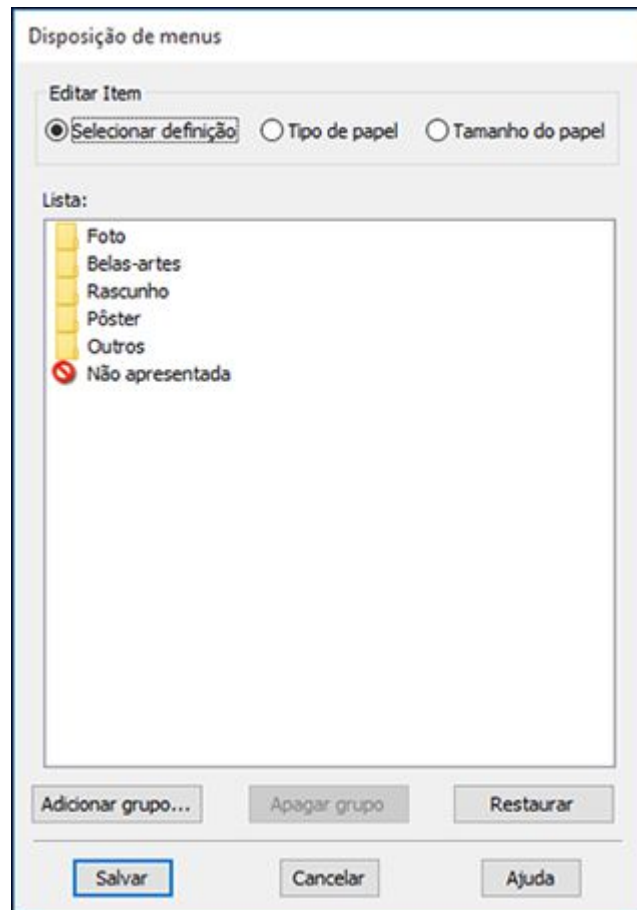 Disposição de menus
Editar Item
Selecionar definição Tipo de papel Tamanho do papel
Lista:
Foto
Belas-artes
Rascunho
Pôster
Outros
Não apresentada
Adicionar grupo... Apagar grupo Restaurar
Salvar Cancelar Ajuda